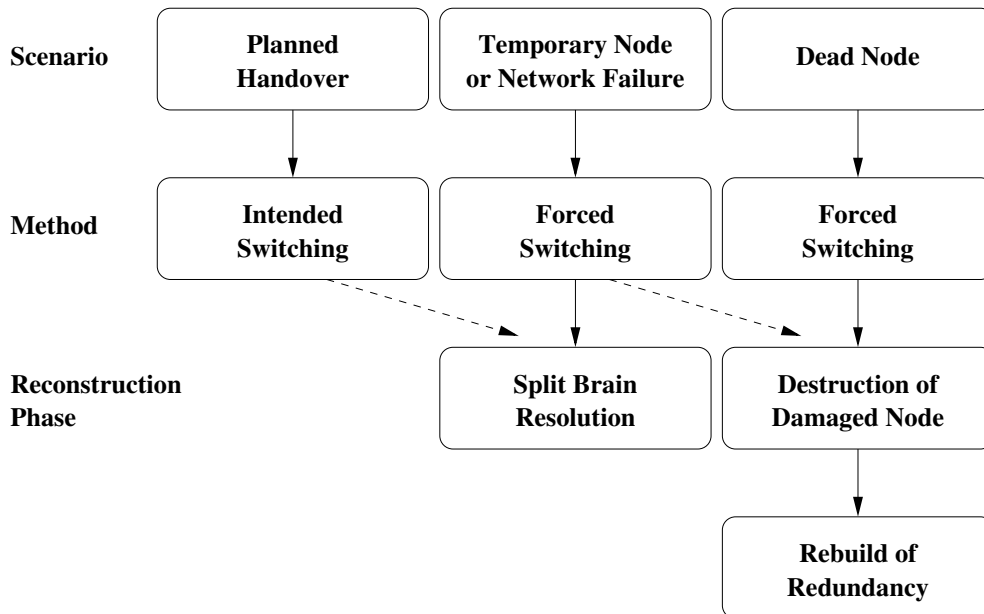 Scenario
Planned
Handover
Temporary Node
or Network Failure
Dead Node
Method
Intended
Switching
Forced
Switching
Forced
Switching
Reconstruction
Phase
Split Brain
Resolution
Destruction of
Damaged Node
Rebuild of
Redundancy